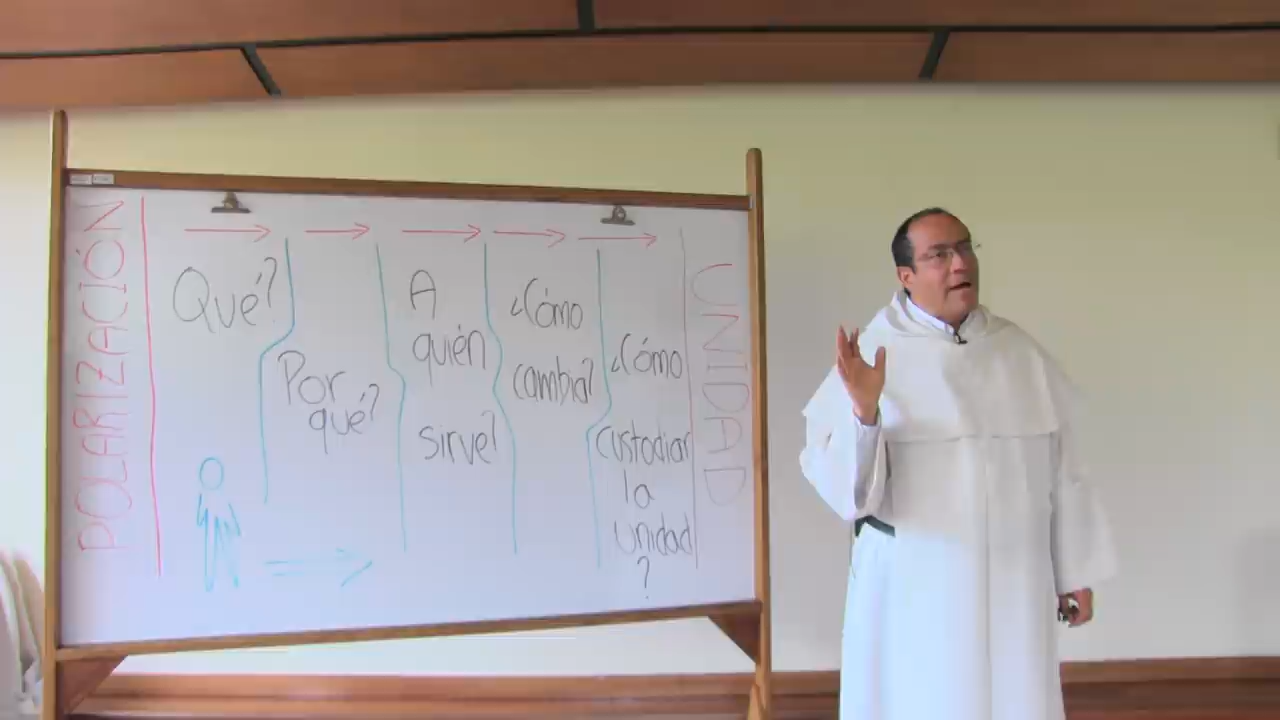 POLARIZACIÓN
Qué?
Por
qué?
A
quién
sirve?
¿Cómo
cambia?
¿Cómo
custodiar
la
unidad
?
UNIDAD